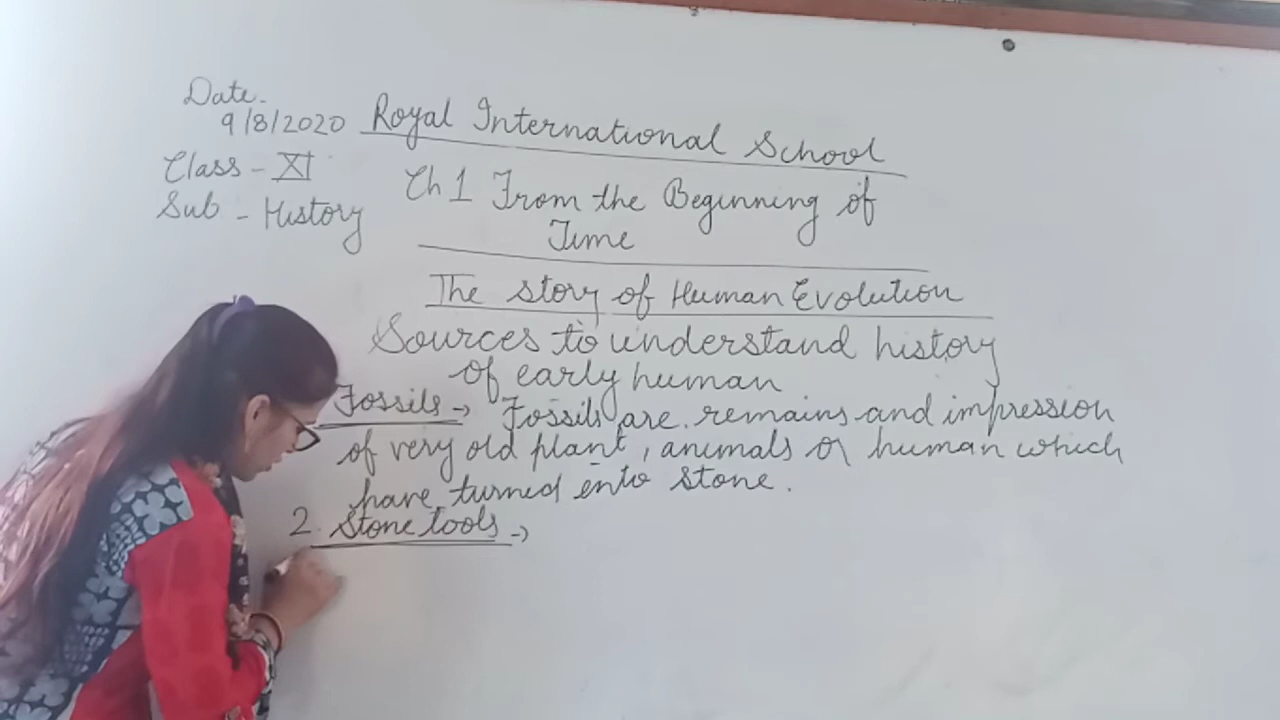 Date.
9/8/2020 Royal International School
Class - XI
Sub - History
Ch 1 From the Beginning of
Time
The story of Human Evolution
Sources to understand history
of early human
Fossils → Fossils are remains and impression
of very old plant, animals or human which
have turned into stone.
2. Stone tools →